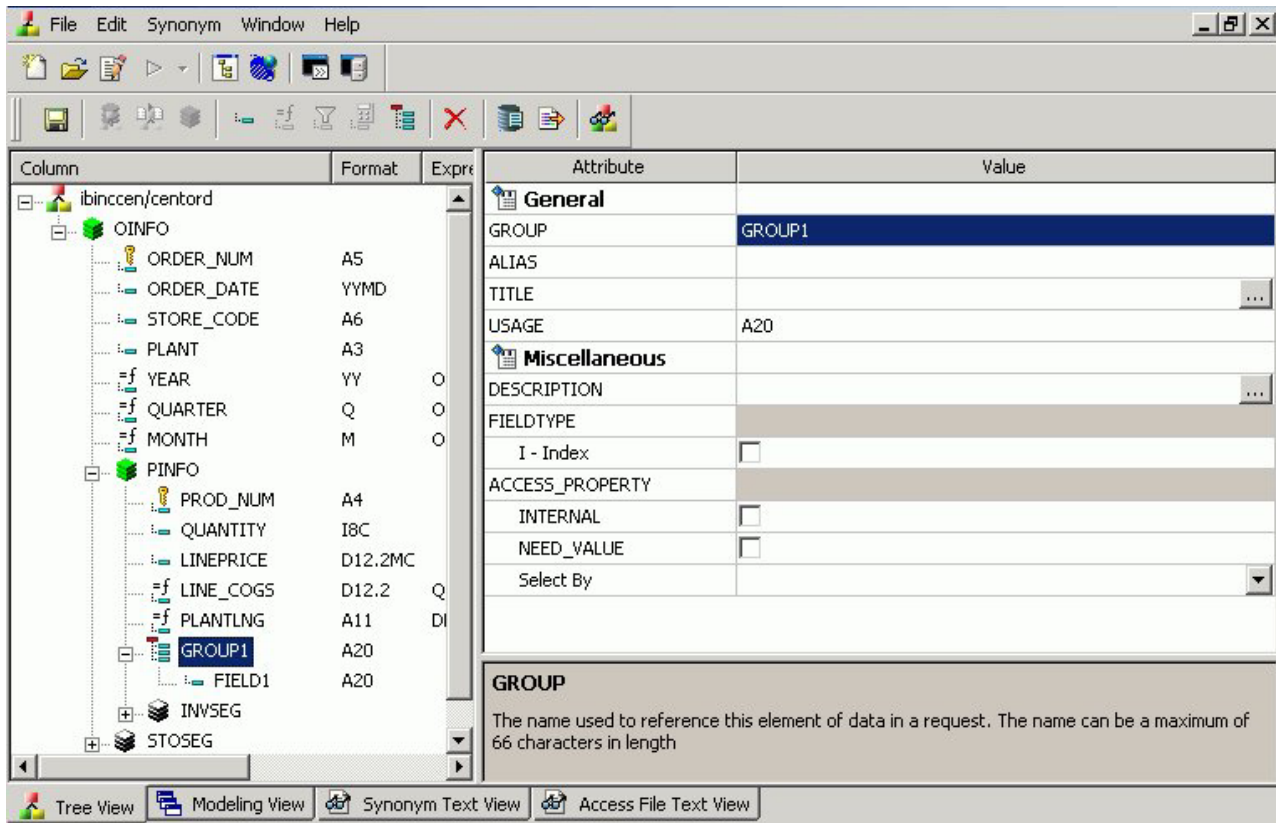 File Edit Synonym Window Help
Column Format Expre
ibinccen/centord
OINFO
ORDER_NUM A5
ORDER_DATE YYMD
STORE_CODE A6
PLANT A3
YEAR YY O
QUARTER Q O
MONTH M O
PINFO
PROD_NUM A4
QUANTITY I8C
LINEPRICE D12.2MC
LINE_COGS D12.2 Q
PLANTLNG A11 DI
GROUP1 A20
FIELD1 A20
INVSEG
STOSEG
Attribute Value
General
GROUP GROUP1
ALIAS
TITLE ...
USAGE A20
Miscellaneous
DESCRIPTION ...
FIELDTYPE
I - Index
ACCESS_PROPERTY
INTERNAL
NEED_VALUE
Select By
GROUP
The name used to reference this element of data in a request. The name can be a maximum of
66 characters in length
Tree View Modeling View Synonym Text View Access File Text View